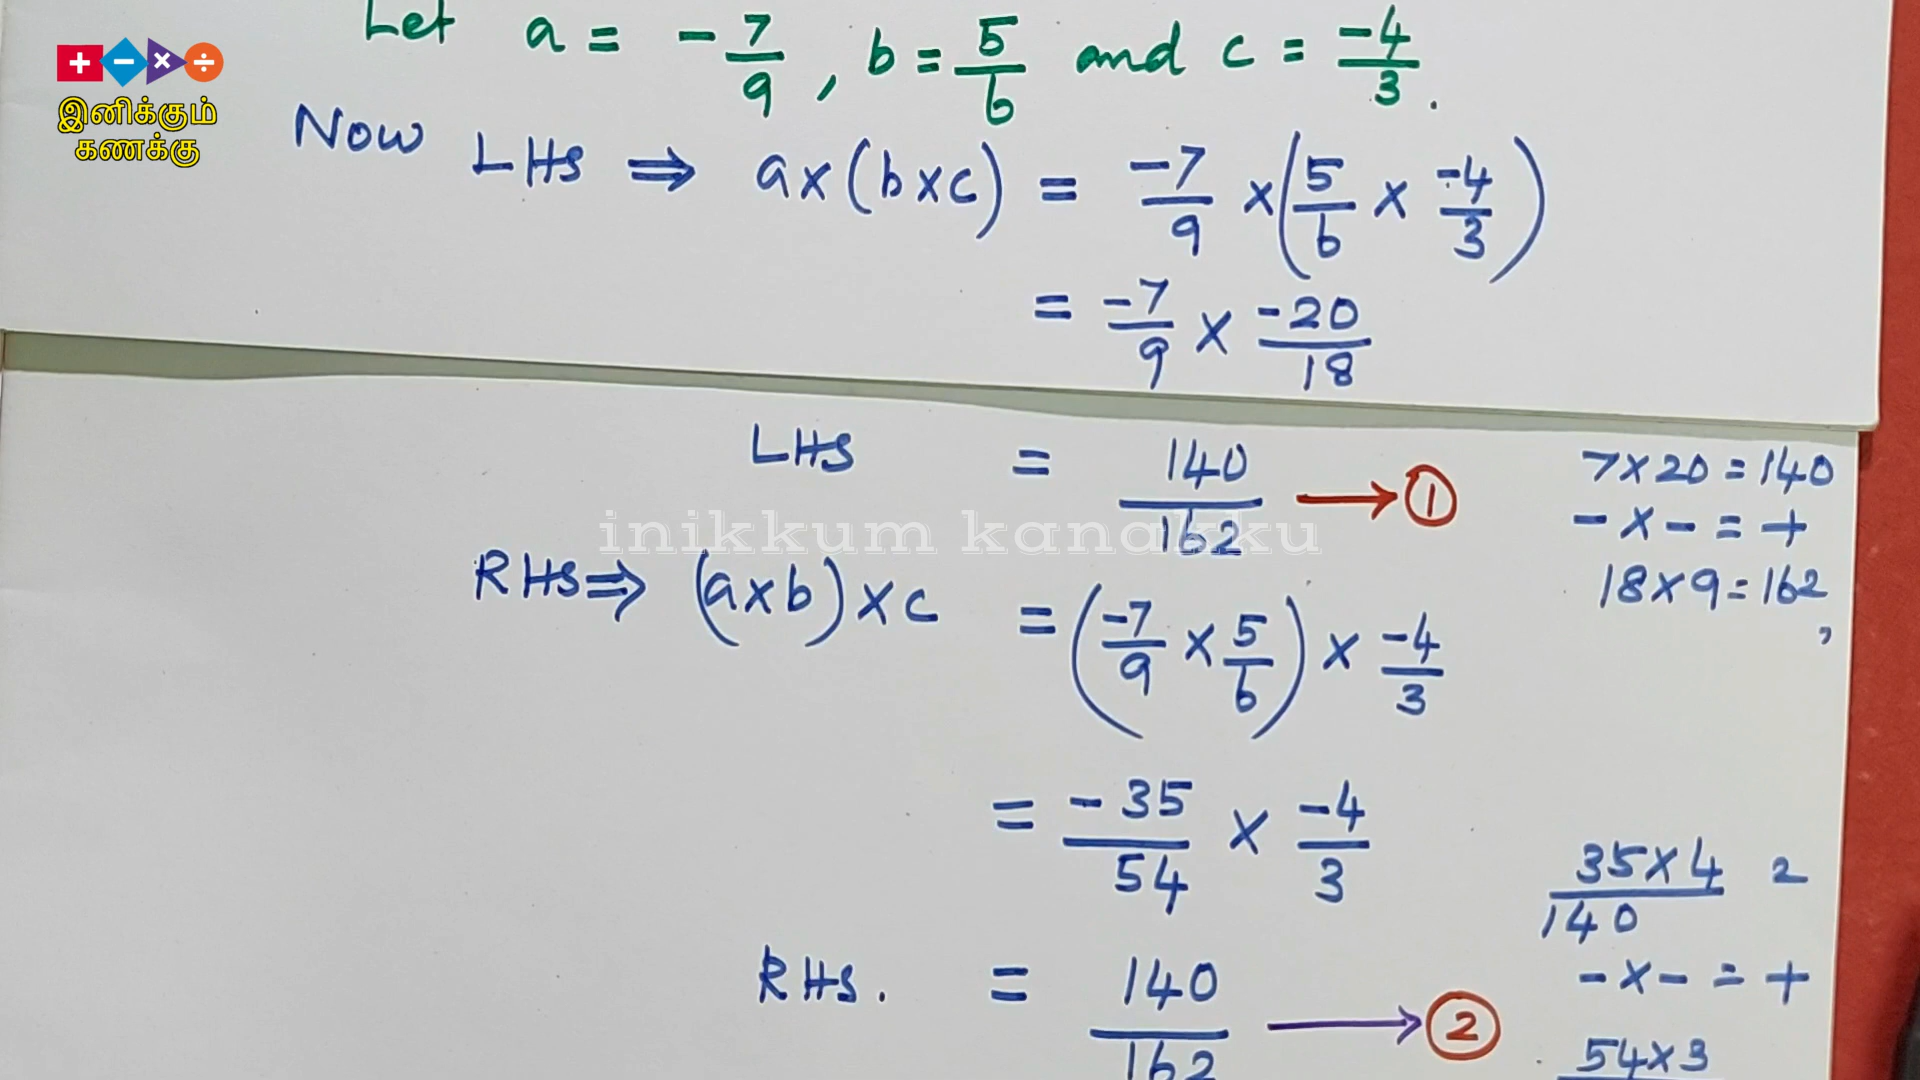 Let a = -7/9, b = 5/6 and c = -4/3.
இனிக்கும்
கணக்கு
Now LHS ⇒ a×(b×c) = -7/9 × (5/6 × -4/3)
= -7/9 × -20/18
LHS = 140/162 → ①
7×20=140
- × - = +
18×9=162,
inikkum kanakku
RHS ⇒ (a×b)×c = (-7/9 × 5/6) × -4/3
= -35/54 × -4/3
35×4 2
140
RHS. = 140/162 → ②
- × - = +
54×3